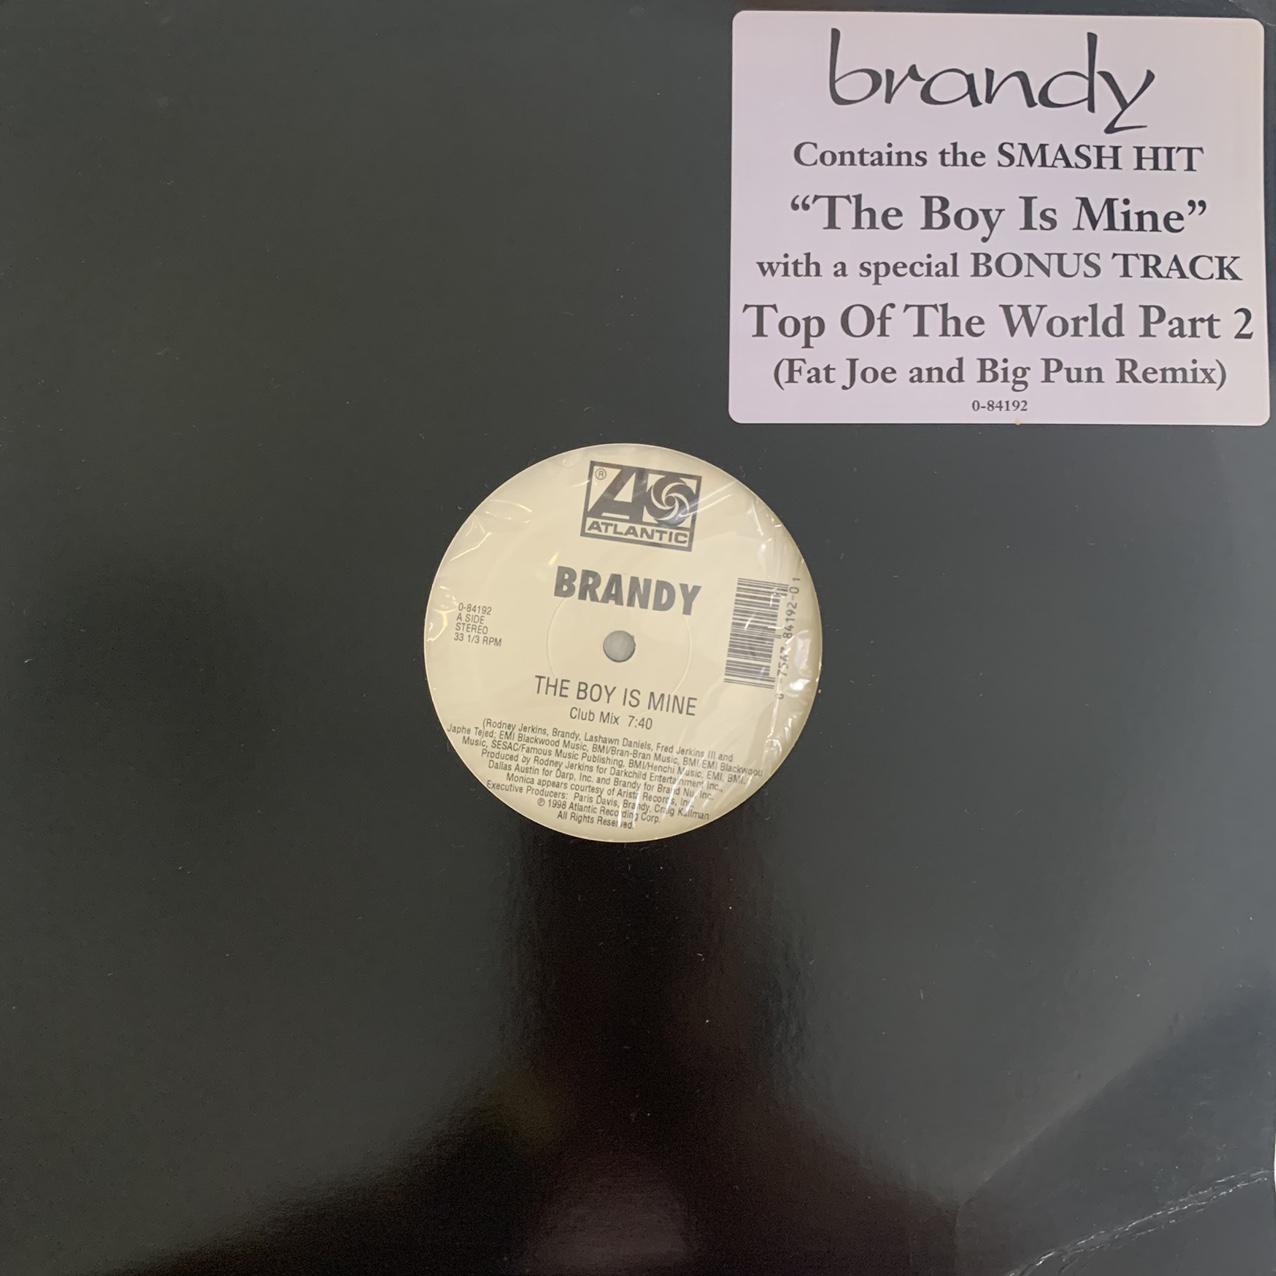 brandy
Contains the SMASH HIT
“The Boy Is Mine”
with a special BONUS TRACK
Top Of The World Part 2
(Fat Joe and Big Pun Remix)
0-84192
®
ATLANTIC
BRANDY
0-84192
A SIDE
STEREO
33 1/3 RPM
0 7567-84192-0 1
THE BOY IS MINE
Club Mix 7:40
(Rodney Jerkins, Brandy, Lashawn Daniels, Fred Jerkins III and
Japhe Tejed; EMI Blackwood Music, BMI/Bran-Bran Music, BMI EMI Blackwood
Music, SESAC/Famous Music Publishing, BMI/Henchi Music, EMI, BMI.
Produced by Rodney Jerkins for Darkchild Entertainment Inc.,
Dallas Austin for Darp, Inc. and Brandy for Brand Nu, Inc.
Monica appears courtesy of Arista Records, Inc.
Executive Producers: Paris Davis, Brandy, Craig Kallman
℗ 1998 Atlantic Recording Corp.
All Rights Reserved.